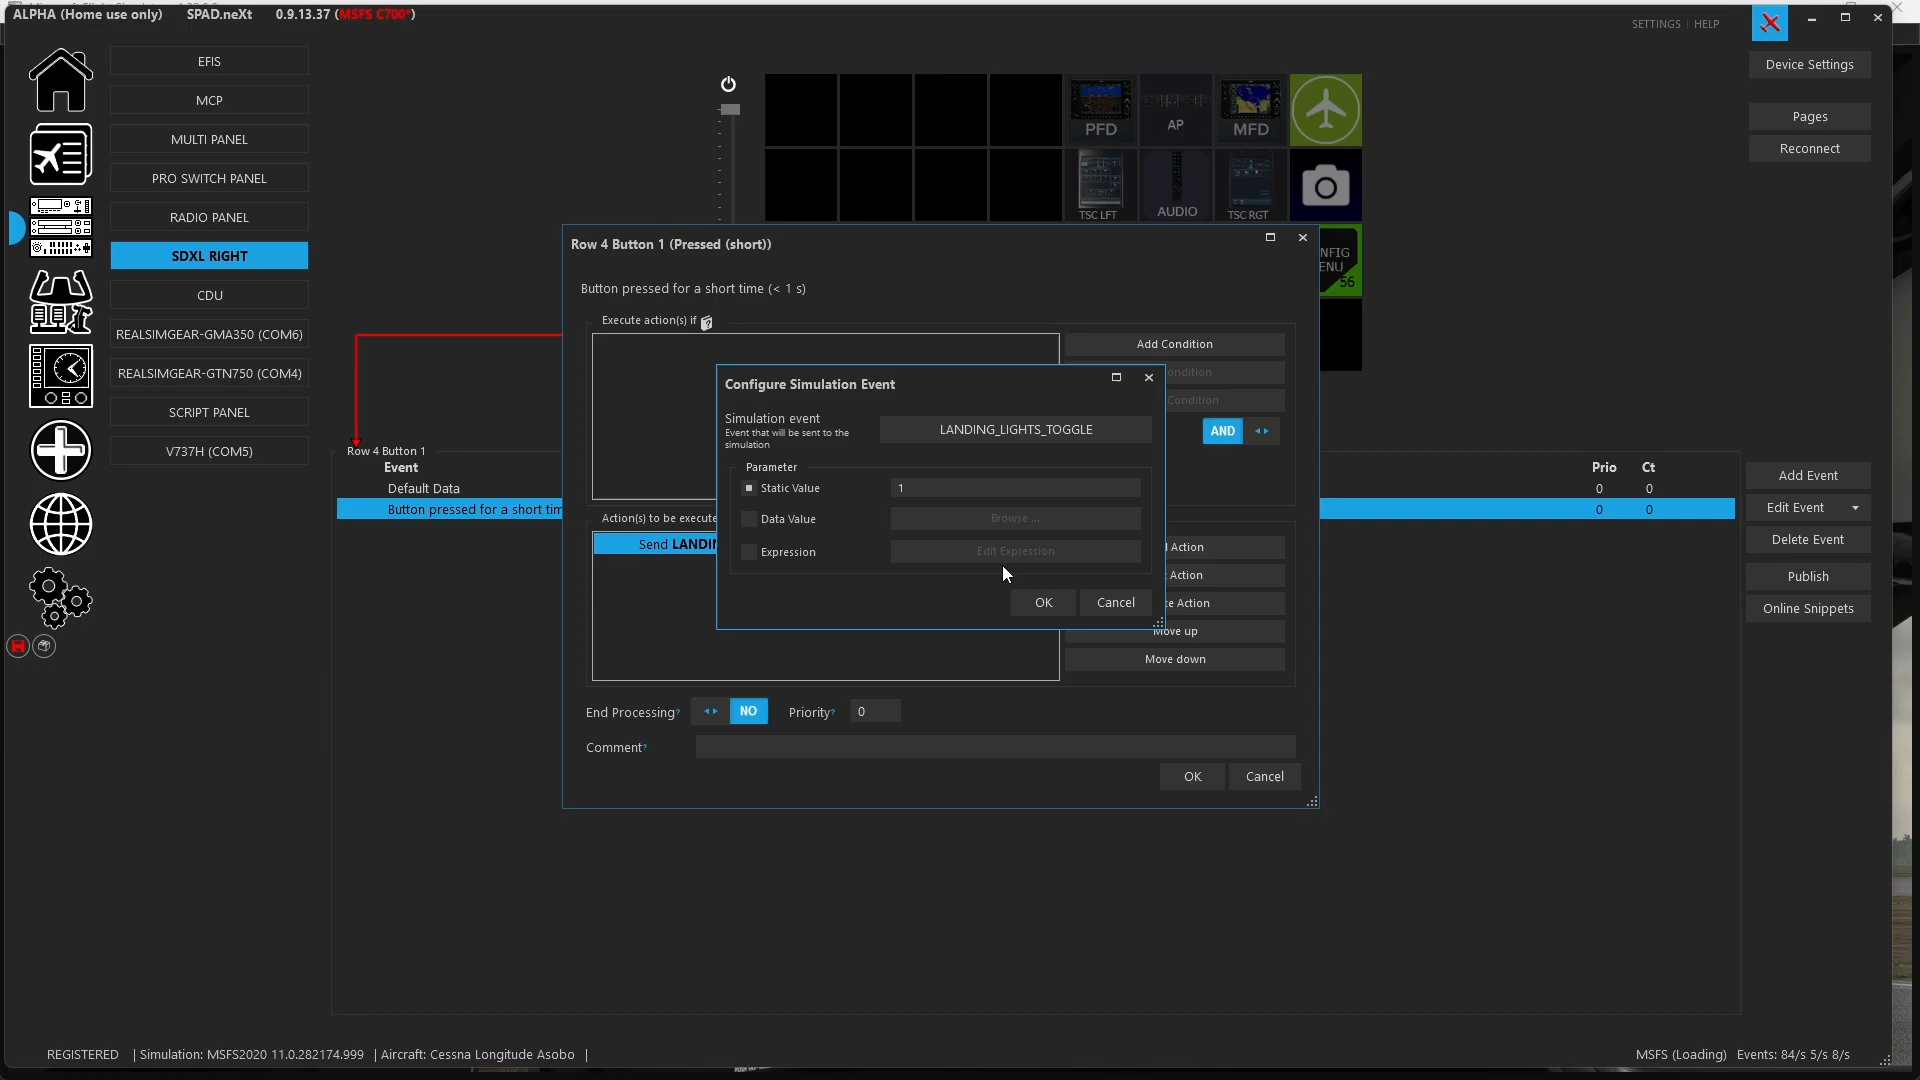 ALPHA (Home use only) SPAD.neXt 0.9.13.37 (MSFS C700*)
SETTINGS | HELP
EFIS
MCP
MULTI PANEL
PRO SWITCH PANEL
RADIO PANEL
SDXL RIGHT
CDU
REALSIMGEAR-GMA350 (COM6)
REALSIMGEAR-GTN750 (COM4)
SCRIPT PANEL
V737H (COM5)
PFD
AP
MFD
TSC LFT
AUDIO
TSC RGT
NFIG
ENU
56
Device Settings
Pages
Reconnect
Row 4 Button 1 (Pressed (short))
Button pressed for a short time (< 1 s)
Execute action(s) if
Add Condition
ondition
Condition
AND
Configure Simulation Event
Simulation event
Event that will be sent to the
simulation
LANDING_LIGHTS_TOGGLE
Parameter
Static Value 1
Data Value Browse ...
Expression Edit Expression
OK Cancel
Row 4 Button 1
Event Prio Ct
Default Data 0 0
Button pressed for a short tim 0 0
Action(s) to be execute
Send LANDIN
Action
Action
te Action
Move up
Move down
End Processing? NO Priority? 0
Comment?
OK Cancel
Add Event
Edit Event
Delete Event
Publish
Online Snippets
REGISTERED | Simulation: MSFS2020 11.0.282174.999 | Aircraft: Cessna Longitude Asobo |
MSFS (Loading) Events: 84/s 5/s 8/s